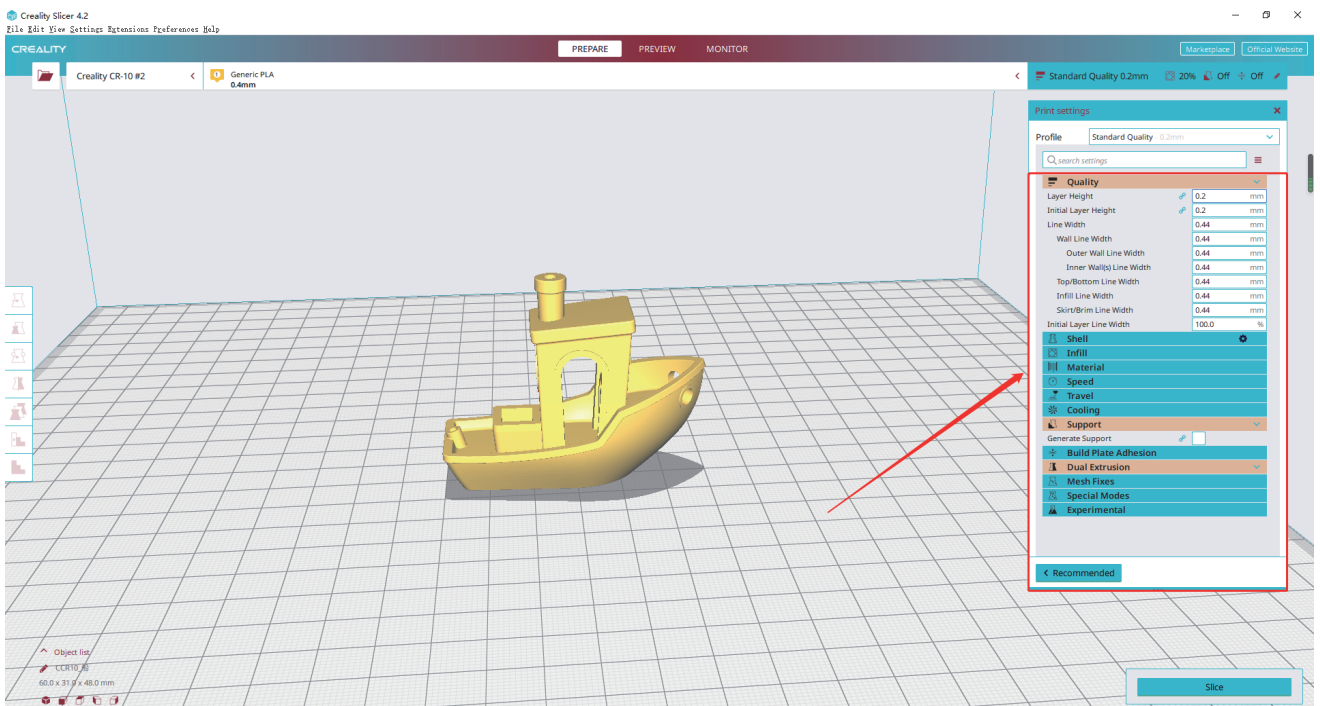 Creality Slicer 4.2
File Edit View Settings Extensions Preferences Help
CREALITY
PREPARE PREVIEW MONITOR
Marketplace Official Website
Creality CR-10 #2
Generic PLA
0.4mm
Standard Quality 0.2mm 20% Off Off
Print settings
Profile Standard Quality 0.2mm
search settings
Quality
Layer Height 0.2 mm
Initial Layer Height 0.2 mm
Line Width 0.44 mm
Wall Line Width 0.44 mm
Outer Wall Line Width 0.44 mm
Inner Wall(s) Line Width 0.44 mm
Top/Bottom Line Width 0.44 mm
Infill Line Width 0.44 mm
Skirt/Brim Line Width 0.44 mm
Initial Layer Line Width 100.0 %
Shell
Infill
Material
Speed
Travel
Cooling
Support
Generate Support
Build Plate Adhesion
Dual Extrusion
Mesh Fixes
Special Modes
Experimental
Recommended
Object list
CCR10_船
60.0 x 31.0 x 48.0 mm
Slice